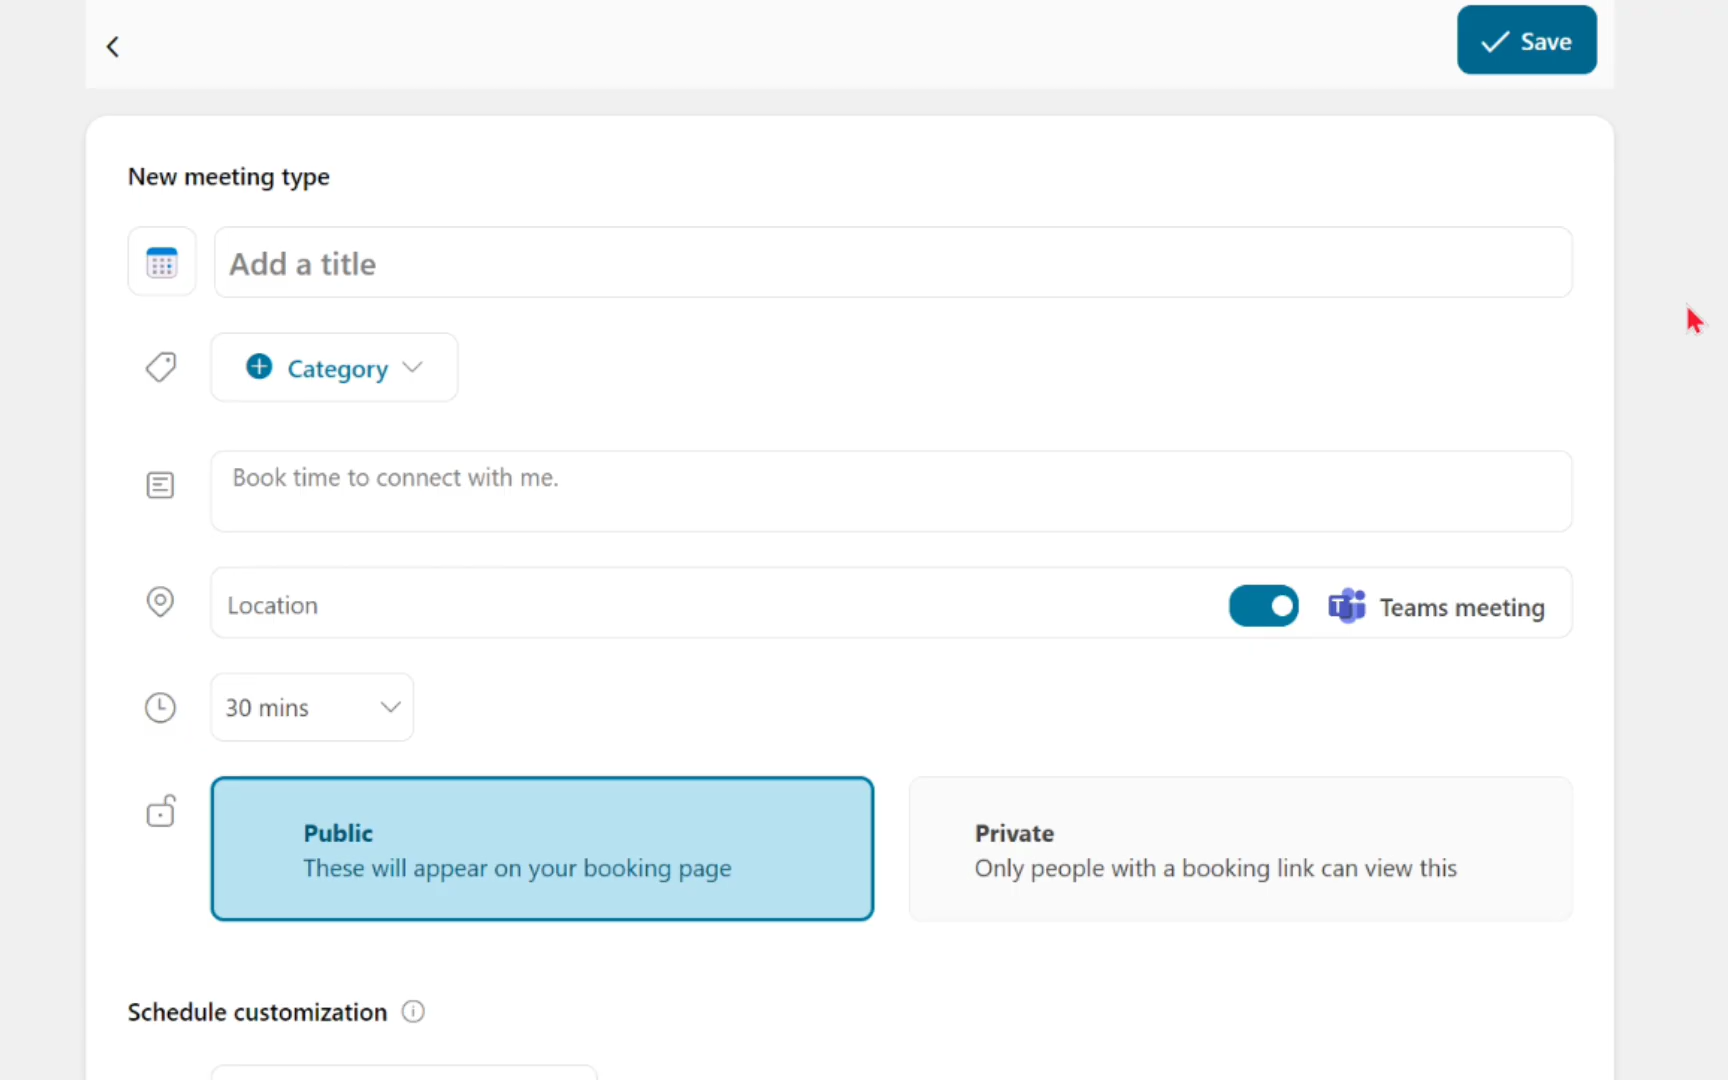 Save
New meeting type
Add a title
Category
Book time to connect with me.
Location
Teams meeting
30 mins
Public
These will appear on your booking page
Private
Only people with a booking link can view this
Schedule customization